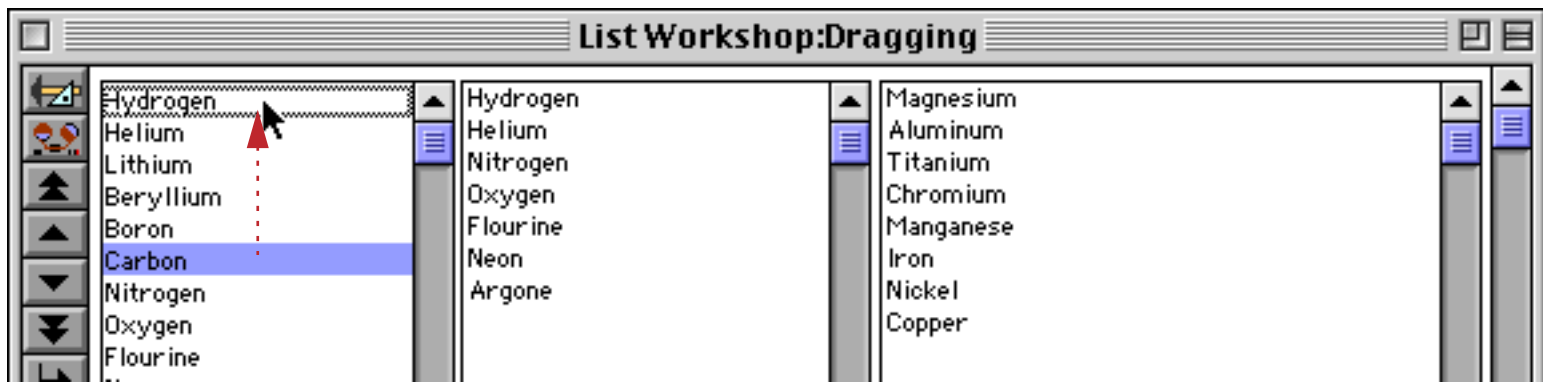 List Workshop:Dragging
Hydrogen
Helium
Lithium
Beryllium
Boron
Carbon
Nitrogen
Oxygen
Flourine
Hydrogen
Helium
Nitrogen
Oxygen
Flourine
Neon
Argone
Magnesium
Aluminum
Titanium
Chromium
Manganese
Iron
Nickel
Copper